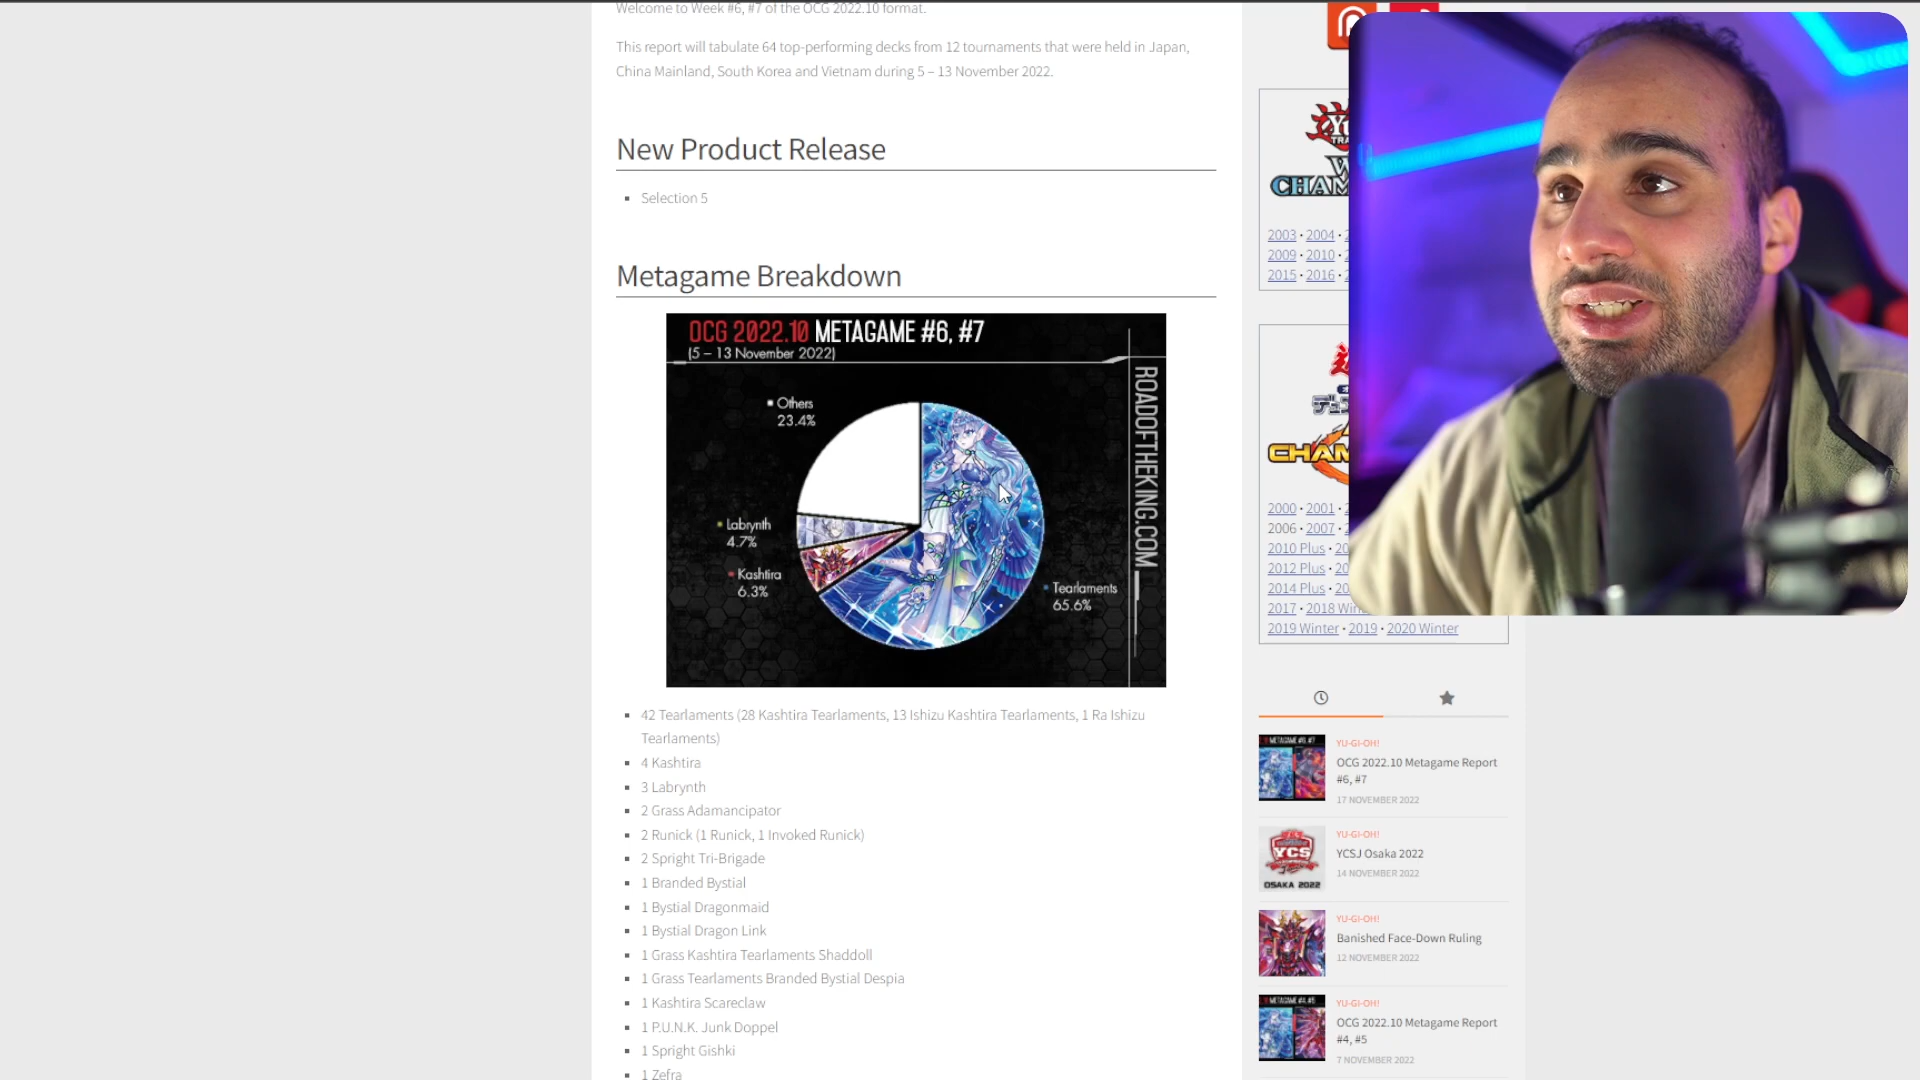 Welcome to Week #6, #7 of the OCG 2022.10 format.
This report will tabulate 64 top-performing decks from 12 tournaments that were held in Japan,
China Mainland, South Korea and Vietnam during 5 – 13 November 2022.
New Product Release
Selection 5
Metagame Breakdown
OCG 2022.10 METAGAME #6, #7
(5 – 13 November 2022)
ROADOFTHEKING.COM
Others
23.4%
Labrynth
4.7%
Kashtira
6.3%
Tearlaments
65.6%
42 Tearlaments (28 Kashtira Tearlaments, 13 Ishizu Kashtira Tearlaments, 1 Ra Ishizu
Tearlaments)
4 Kashtira
3 Labrynth
2 Grass Adamancipator
2 Runick (1 Runick, 1 Invoked Runick)
2 Spright Tri-Brigade
1 Branded Bystial
1 Bystial Dragonmaid
1 Bystial Dragon Link
1 Grass Kashtira Tearlaments Shaddoll
1 Grass Tearlaments Branded Bystial Despia
1 Kashtira Scareclaw
1 P.U.N.K. Junk Doppel
1 Spright Gishki
1 Zefra
2003 • 2004 •
2009 • 2010 •
2015 • 2016 •
2000 • 2001 •
2006 • 2007 •
2010 Plus •
2012 Plus •
2014 Plus •
2017 • 2018
2019 Winter • 2019 • 2020 Winter
YU-GI-OH!
OCG 2022.10 Metagame Report
#6, #7
17 NOVEMBER 2022
YCS
OSAKA 2022
YU-GI-OH!
YCSJ Osaka 2022
14 NOVEMBER 2022
YU-GI-OH!
Banished Face-Down Ruling
12 NOVEMBER 2022
YU-GI-OH!
OCG 2022.10 Metagame Report
#4, #5
7 NOVEMBER 2022